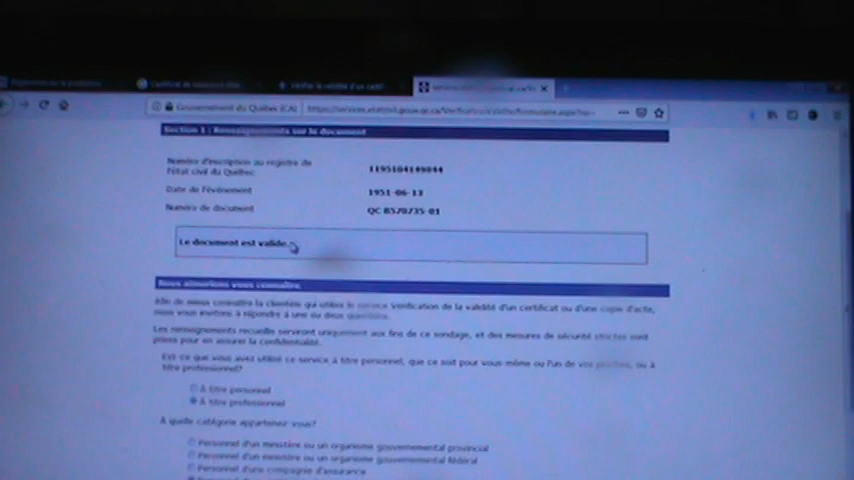 Gouvernement du Québec (CA)
Section 1 : Renseignements sur le document
Numéro d'inscription au registre de
l'état civil du Québec
Date de l'événement
1951-06-13
Numéro de document
QC B570735-01
Le document est valide.
Nous aimerions vous connaître
Afin de mieux connaître la clientèle qui utilise le service Vérification de la validité d'un certificat ou d'une copie d'acte,
nous vous invitons à répondre à une ou deux questions.
Les renseignements recueillis serviront uniquement aux fins de ce sondage, et des mesures de sécurité strictes sont
prises pour en assurer la confidentialité.
Est-ce que vous avez utilisé ce service à titre personnel, que ce soit pour vous-même ou l'un de vos proches, ou à
titre professionnel?
À titre personnel
À titre professionnel
À quelle catégorie appartenez-vous?
Personnel d'un ministère ou un organisme gouvernemental provincial
Personnel d'un ministère ou un organisme gouvernemental fédéral
Personnel d'une compagnie d'assurance